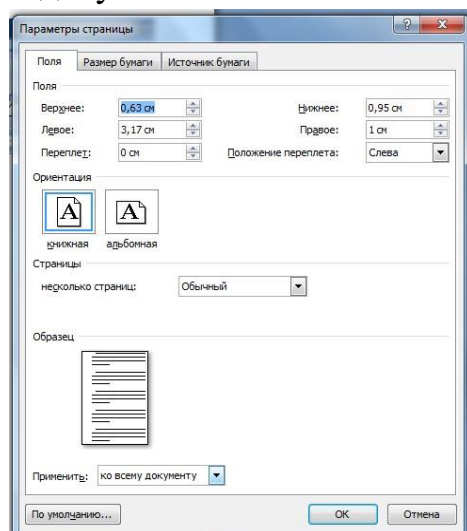 Параметры страницы
Поля Размер бумаги Источник бумаги
Поля
Верхнее: 0,63 см Нижнее: 0,95 см
Левое: 3,17 см Правое: 1 см
Переплет: 0 см Положение переплета: Слева
Ориентация
A A
книжная альбомная
Страницы
несколько страниц: Обычный
Образец
Применить: ко всему документу
По умолчанию... ОК Отмена